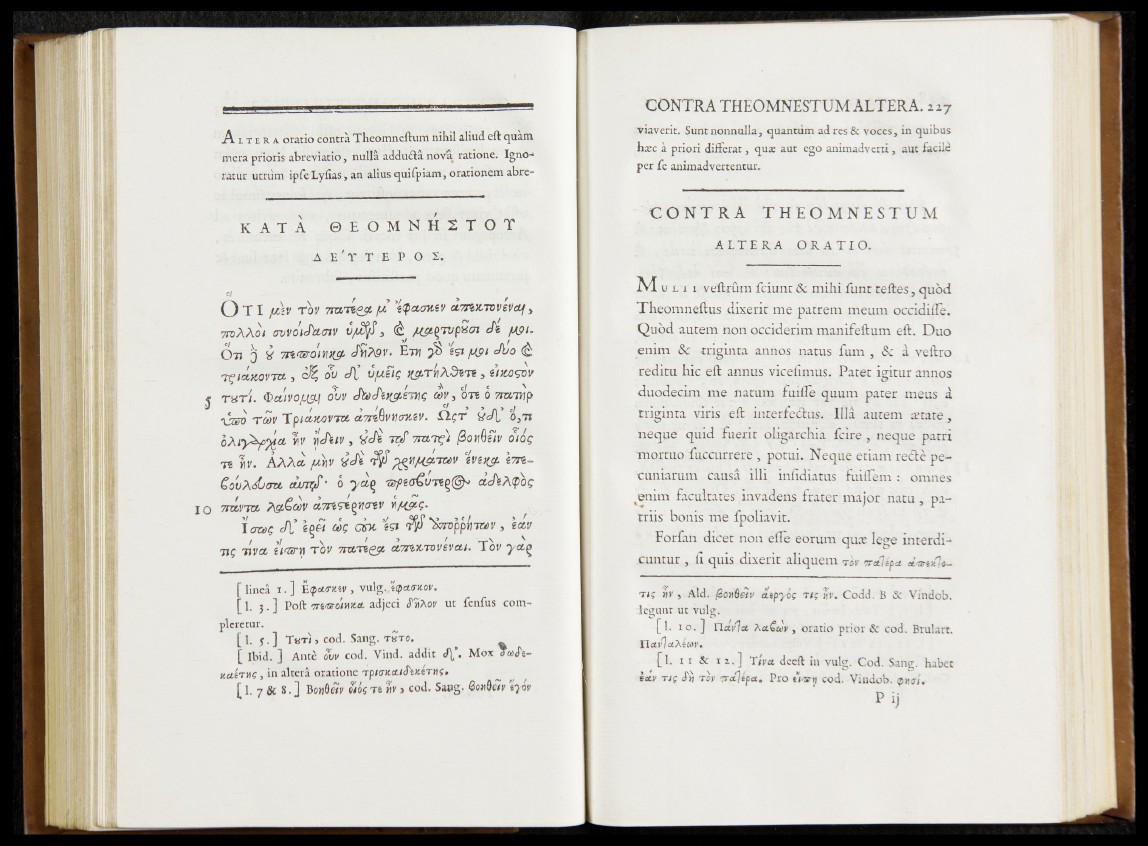 ALTERA oratio contrà Theomneſtum nihil aliud eſt quàm
mera prioris abreviatio, nullâ adductâ novâ ratione. Igno-
ratur utrùm ipſe Lyſias, an alius quiſpiam, orationem abre-
ΚΑΤᾺ ΘΕΟΜΝΉΣΤΟΥ
ΔΕΎΤΕΡΟΣ.
Ὅτι μὲν τὸν πατέρα μ' ἔφασκεν ἀπεκτονέναι,
πολλοὶ συνοίδασιν ὑμῶν, καὶ μαρτυροῦσι δέ μοι.
Ὅτι δὲ οὐ πεποίηκα δῆλον. Ἔτη γάρ ἐστι μοι δύο καὶ
τριάκοντα, ἐξ οὗ δ' ὑμεῖς κατήλθετε, εἰκοστὸν
5 τουτί. Φαίνομαι οὖν δωδεκαέτης ὢν, ὅτε ὁ πατὴρ
ὑπὸ τῶν Τριάκοντα ἀπέθνησκεν. Ὥστ' οὐδ' ὅ,τι
ὀλιγαρχία ἦν ᾔδειν, οὐδὲ τῷ πατρὶ βοηθεῖν οἷός
τε ἦν. Ἀλλὰ μὴν οὐδὲ τῶν χρημάτων ἕνεκα ἐπε-
βούλευσα αὐτῷ· ὁ γὰρ πρεσβύτερος ἀδελφὸς
10 πάντα λαβὼν ἀπεστέρησεν ἡμᾶς.
Ἴσως δ' ἐρεῖ ὡς οὐκ ἔστι τῶν ἀπορρήτων, ἐάν
τις τίνα εἴπῃ τὸν πατέρα ἀπεκτονέναι. Τὸν γὰρ
[ lineâ 1. ] Ἔφασκεν, vulg. ἔφασκον.
[ l. 3. ] Poſt πεποίηκα adjeci δῆλον ut ſenſus com-
pleretur.
[ l. 5. ] Τουτὶ, cod. Sang. τοῦτο.
[ Ibid. ] Antè οὖν cod. Vind. addit δ'. Mox δωδε-
καέτης, in alterâ oratione τρισκαιδεκέτης.
[ l. 7 & 8. ] Βοηθεῖν οἷός τε ἦν, cod. Sang. βοηθεῖν ἔγον
CONTRA THEOMNESTUM ALTERA. 227
viaverit. Sunt nonnulla, quantùm ad res & voces, in quibus
hæc à priori differat, quæ aut ego animadverti, aut facilè
per ſe animadvertentur.
CONTRA THEOMNESTUM
ALTERA ORATIO.
MULTI veſtrûm ſciunt & mihi ſunt teſtes, quòd
Theomneſtus dixerit me patrem meum occidiſſe.
Quòd autem non occiderim manifeſtum eſt. Duo
enim & triginta annos natus ſum, & à veſtro
reditu hic eſt annus viceſimus. Patet igitur annos
duodecim me natum fuiſſe quum pater meus à
triginta viris eſt interfectus. Illâ autem ætate,
neque quid fuerit oligarchia ſcire, neque patri
mortuo ſuccurrere, potui. Neque etiam rectè pe-
cuniarum causâ illi inſidiatus fuiſſem : omnes
enim facultates invadens frater major natu, pa-
triis bonis me ſpoliavit.
Forſan dicet non eſſe eorum quæ lege interdi-
cuntur, ſi quis dixerit aliquem τὸν πατέρα ἀπεκτο-
τις ἦν, Ald. βοηθεῖν ἀεργός τις ἦν. Codd. B & Vindob.
legunt ut vulg.
[ l. 10. ] Πάντα λαβὼν, oratio prior & cod. Brulart.
Πανταλέων.
[ l. 11 & 12. ] Τίνα deeſt in vulg. Cod. Sang. habet
ἐάν τις δὴ τὸν πατέρα. Pro εἴπῃ cod. Vindob. φησί.
P ij